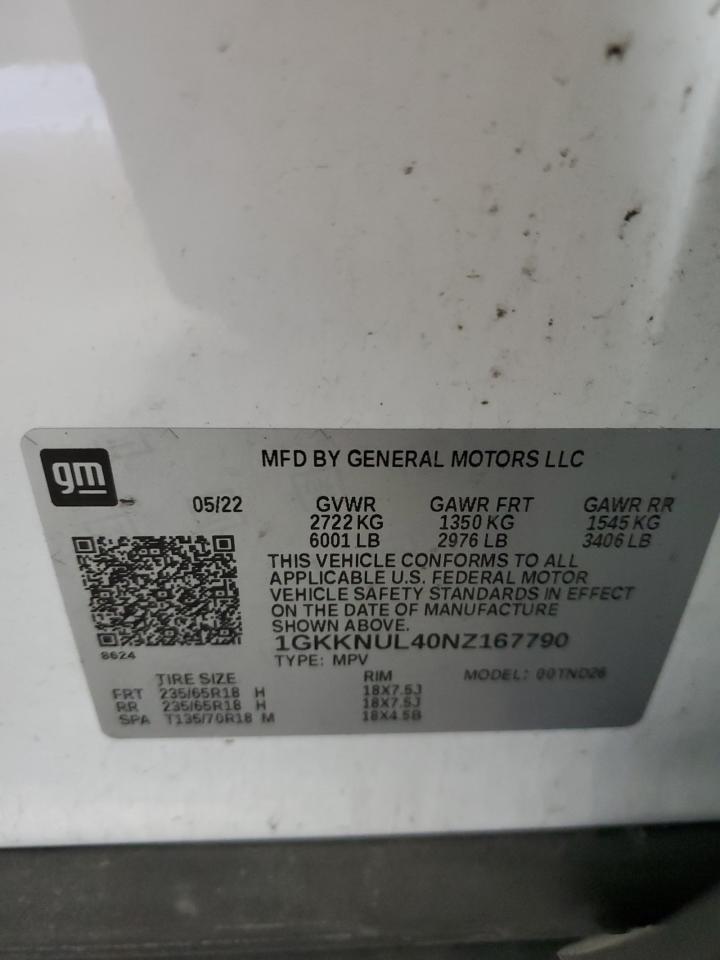 gm
MFD BY GENERAL MOTORS LLC
05/22 GVWR GAWR FRT GAWR RR
2722 KG 1350 KG 1545 KG
6001 LB 2976 LB 3406 LB
THIS VEHICLE CONFORMS TO ALL
APPLICABLE U.S. FEDERAL MOTOR
VEHICLE SAFETY STANDARDS IN EFFECT
ON THE DATE OF MANUFACTURE
SHOWN ABOVE.
1GKKNUL40NZ167790
8624
TYPE: MPV MODEL: 00TND26
TIRE SIZE RIM
FRT 235/65R18 H 18X7.5J
RR 235/65R18 H 18X7.5J
SPA T135/70R18 M 18X4.5B